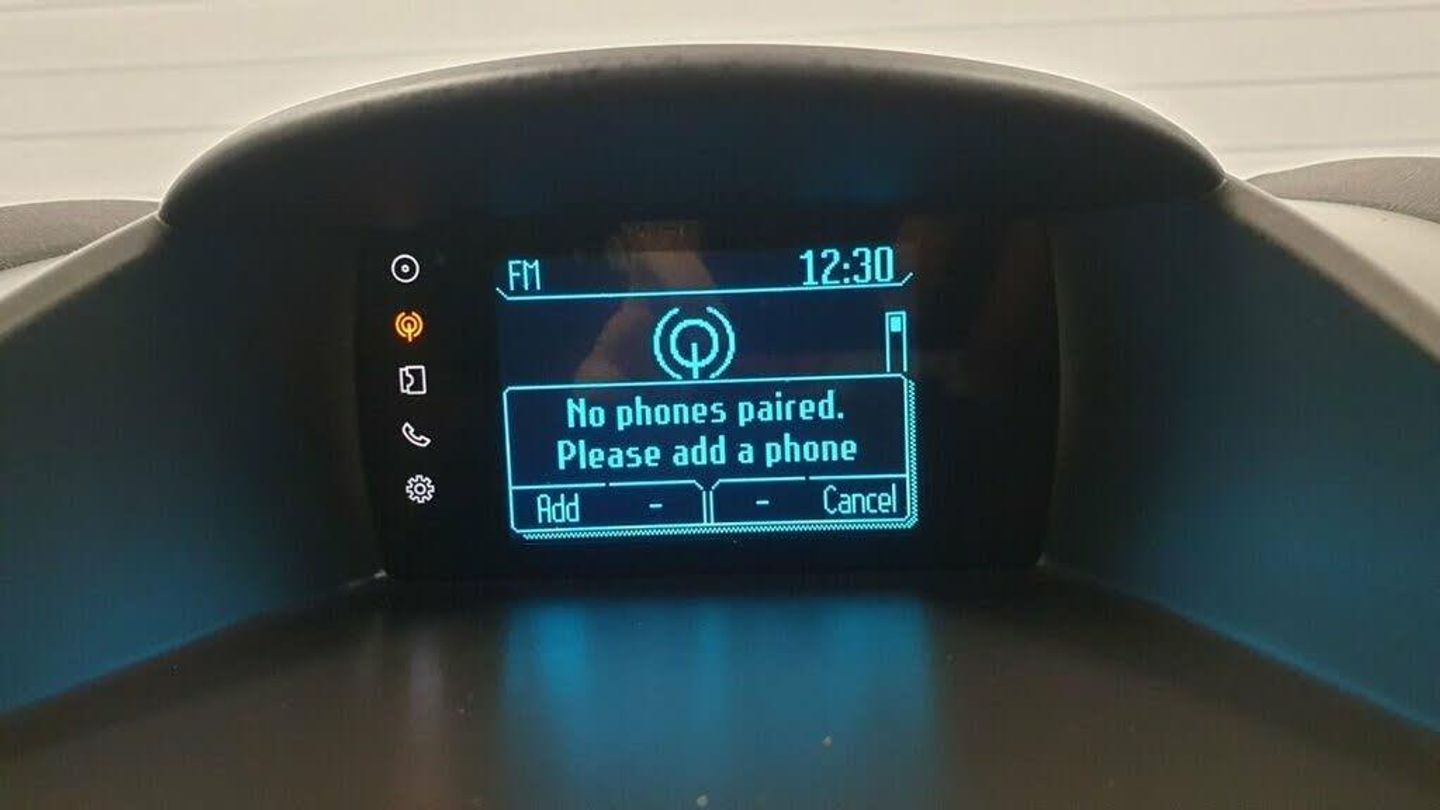 FM 12:30
No phones paired.
Please add a phone
Add - - Cancel